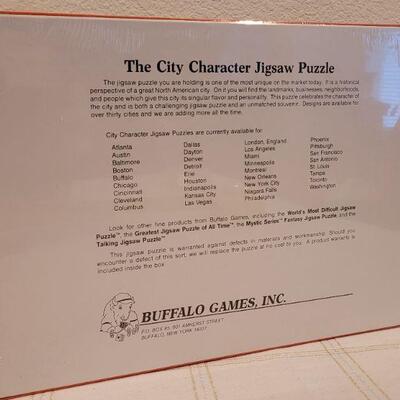 The City Character Jigsaw Puzzle
The jigsaw puzzle you are holding is one of the most unique on the market today. It is a historical
perspective of a great North American city. On it you will find the landmarks, businesses, neighborhoods,
and people which give this city its singular flavor and personality. This puzzle celebrates the character of
the city and is both a challenging jigsaw puzzle and an unmatched souvenir. Designs are available for
over thirty cities and we are adding more all the time.
City Character Jigsaw Puzzles are currently available for:
Atlanta
Austin
Baltimore
Boston
Buffalo
Chicago
Cincinnati
Cleveland
Columbus
Dallas
Dayton
Denver
Detroit
Erie
Houston
Indianapolis
Kansas City
Las Vegas
London, England
Los Angeles
Miami
Minneapolis
Montreal
New Orleans
New York City
Niagara Falls
Philadelphia
Phoenix
Pittsburgh
San Francisco
San Antonio
St. Louis
Tampa
Toronto
Washington
Look for other fine products from Buffalo Games, including the World's Most Difficult Jigsaw
Puzzle™, the Greatest Jigsaw Puzzle of All Time™, the Mystic Series™ Fantasy Jigsaw Puzzle, and the
Talking Jigsaw Puzzle™.
This jigsaw puzzle is warranted against defects in materials and workmanship. Should you
encounter a defect of this sort, we will replace the puzzle at no cost to you. A product warranty is
included inside the box.
BUFFALO GAMES, INC.
P.O. BOX 85, 901 AMHERST STREET
BUFFALO, NEW YORK 14207